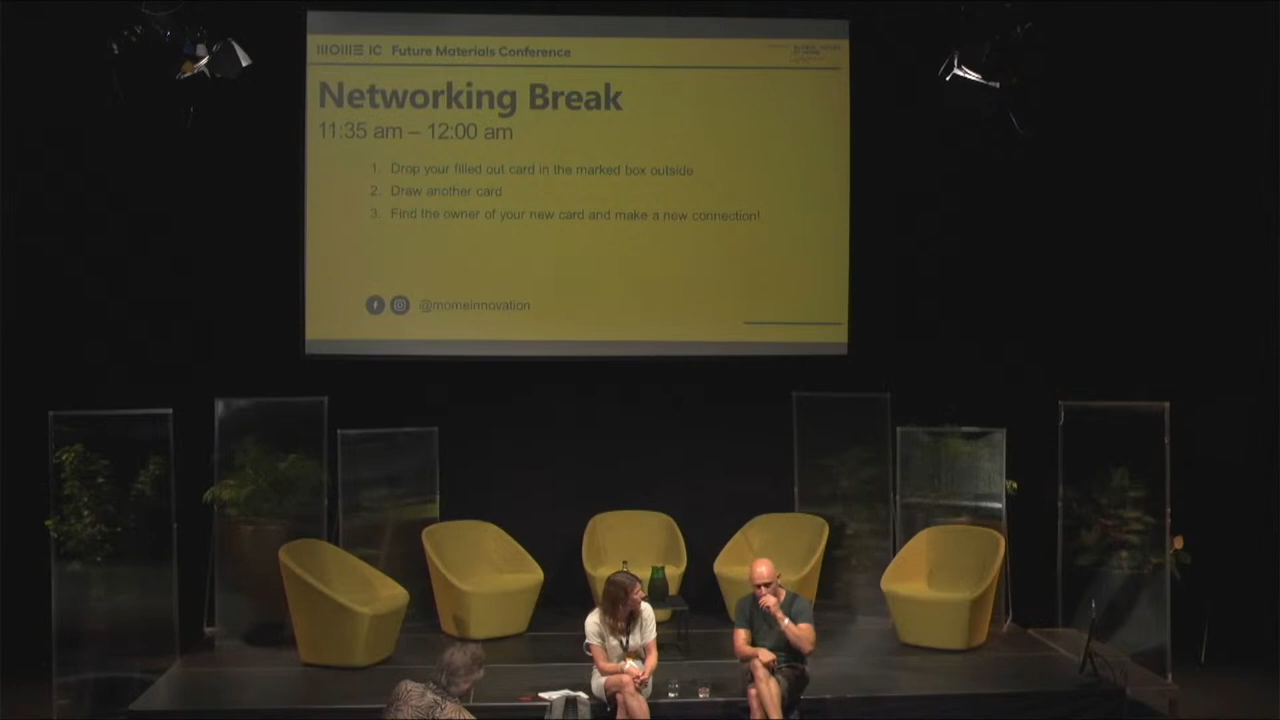 MOME IC Future Materials Conference
Networking Break
11:35 am – 12:00 am
1. Drop your filled out card in the marked box outside
2. Draw another card
3. Find the owner of your new card and make a new connection!
@momeinnovation